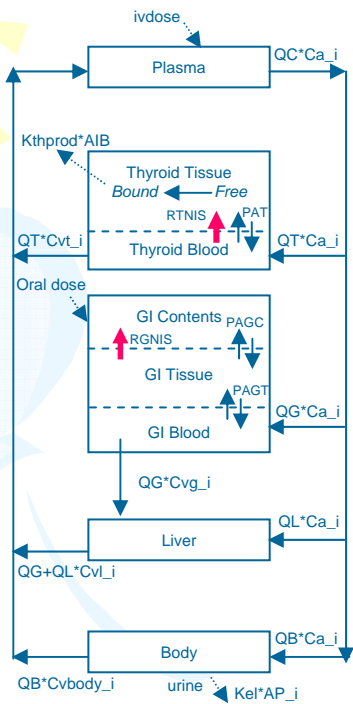 ivdose
QC*Ca_i
Plasma
Kthprod*AIB
Thyroid Tissue
Bound Free
RTNIS PAT
QT*Cvt_i
Thyroid Blood
QT*Ca_i
Oral dose
GI Contents
RGNIS
PAGC
GI Tissue
PAGT
GI Blood
QG*Ca_i
QG*Cvg_i
Liver
QL*Ca_i
QG+QL*Cvl_i
Body
QB*Ca_i
QB*Cvbody_i
urine
Kel*AP_i